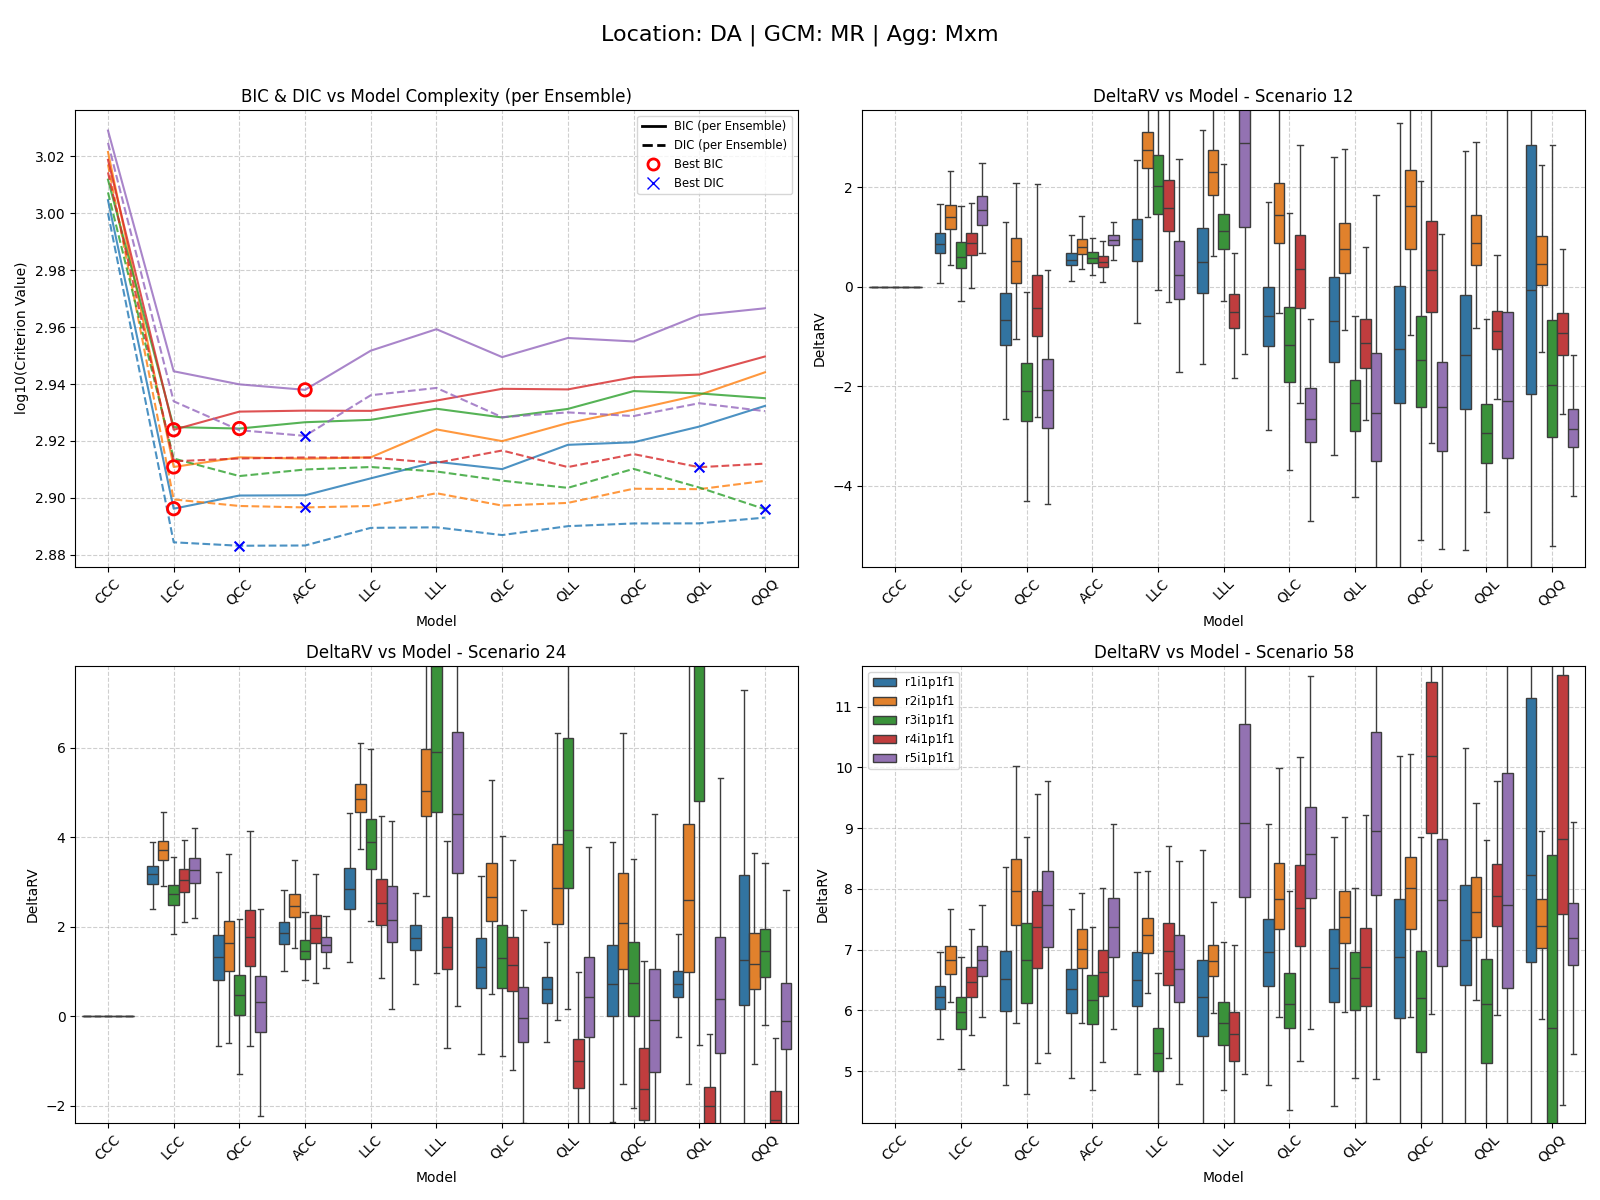 Location: DA | GCM: MR | Agg: Mxm
BIC & DIC vs Model Complexity (per Ensemble)
log10(Criterion Value)
3.02
3.00
2.98
2.96
2.94
2.92
2.90
2.88
BIC (per Ensemble)
DIC (per Ensemble)
Best BIC
Best DIC
CCC LCC QCC ACC LLC LLL QLC QLL QQC QQL QQQ
Model
DeltaRV vs Model - Scenario 12
DeltaRV
2
0
−2
−4
CCC LCC QCC ACC LLC LLL QLC QLL QQC QQL QQQ
Model
DeltaRV vs Model - Scenario 24
DeltaRV
6
4
2
0
−2
CCC LCC QCC ACC LLC LLL QLC QLL QQC QQL QQQ
Model
DeltaRV vs Model - Scenario 58
DeltaRV
11
10
9
8
7
6
5
r1i1p1f1
r2i1p1f1
r3i1p1f1
r4i1p1f1
r5i1p1f1
CCC LCC QCC ACC LLC LLL QLC QLL QQC QQL QQQ
Model